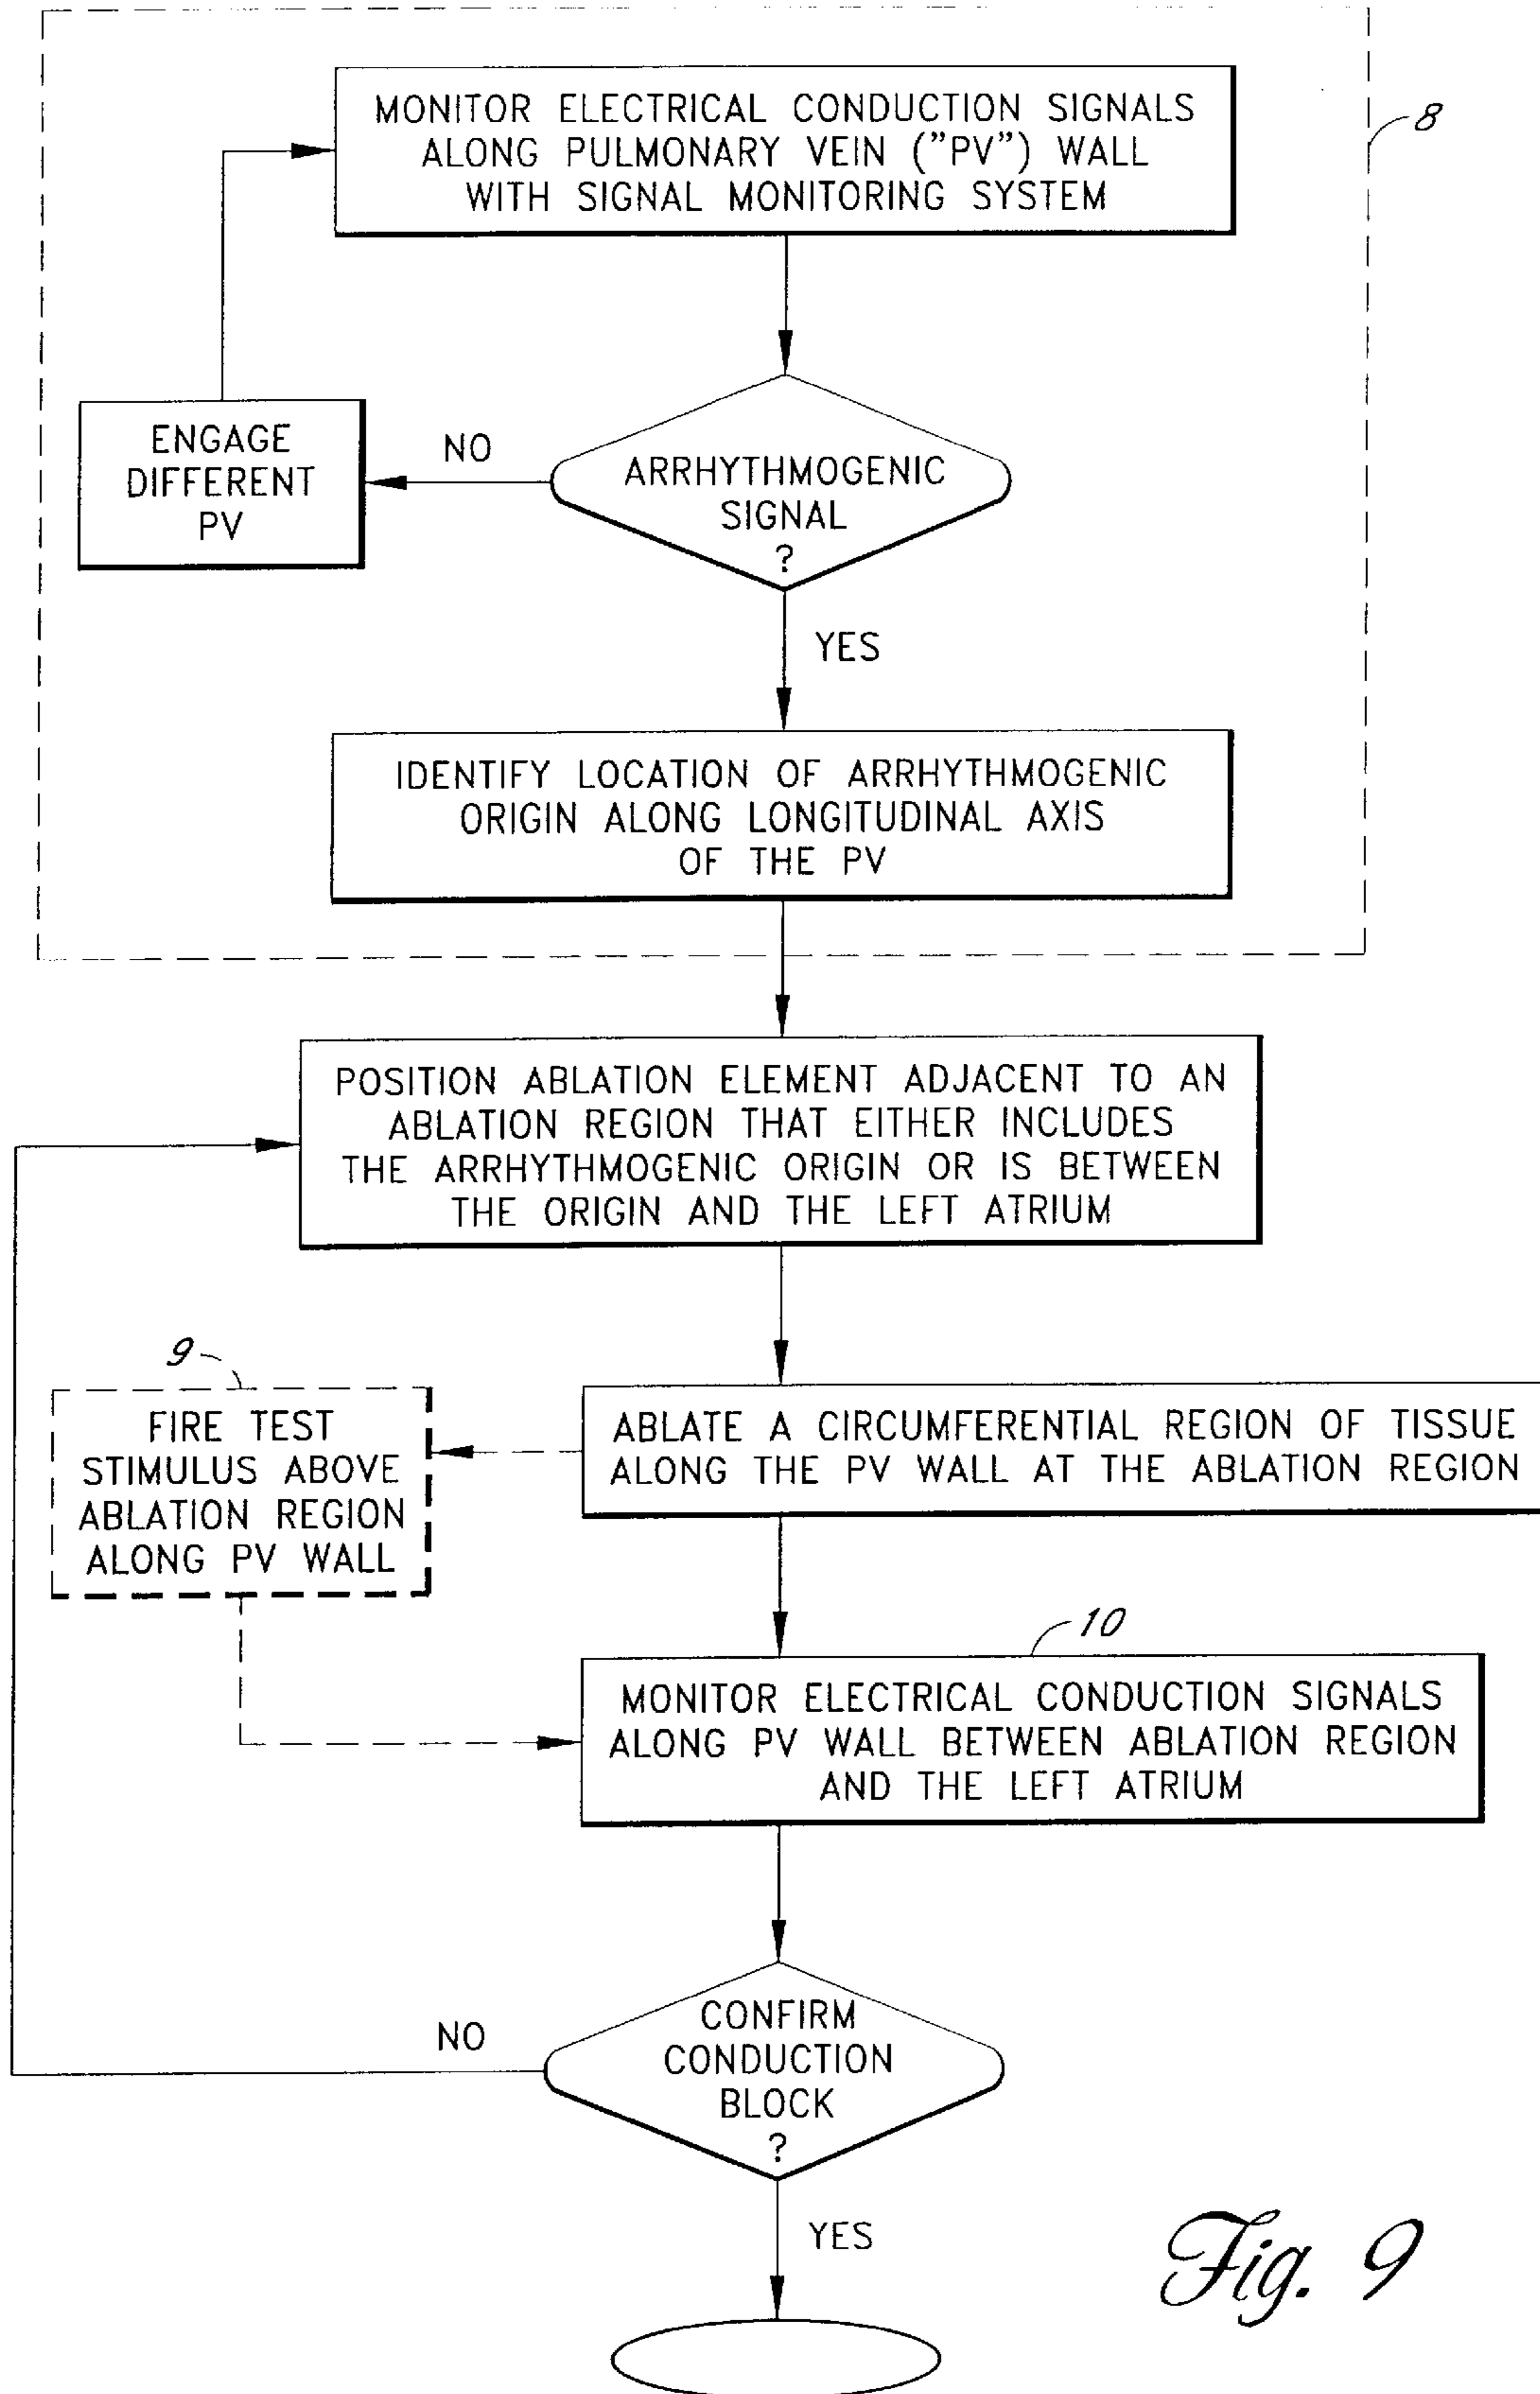 8
MONITOR ELECTRICAL CONDUCTION SIGNALS
ALONG PULMONARY VEIN ("PV") WALL
WITH SIGNAL MONITORING SYSTEM
ENGAGE
DIFFERENT
PV
NO
ARRHYTHMOGENIC
SIGNAL
?
YES
IDENTIFY LOCATION OF ARRHYTHMOGENIC
ORIGIN ALONG LONGITUDINAL AXIS
OF THE PV
POSITION ABLATION ELEMENT ADJACENT TO AN
ABLATION REGION THAT EITHER INCLUDES
THE ARRHYTHMOGENIC ORIGIN OR IS BETWEEN
THE ORIGIN AND THE LEFT ATRIUM
9
FIRE TEST
STIMULUS ABOVE
ABLATION REGION
ALONG PV WALL
ABLATE A CIRCUMFERENTIAL REGION OF TISSUE
ALONG THE PV WALL AT THE ABLATION REGION
10
MONITOR ELECTRICAL CONDUCTION SIGNALS
ALONG PV WALL BETWEEN ABLATION REGION
AND THE LEFT ATRIUM
NO
CONFIRM
CONDUCTION
BLOCK
?
YES
Fig. 9